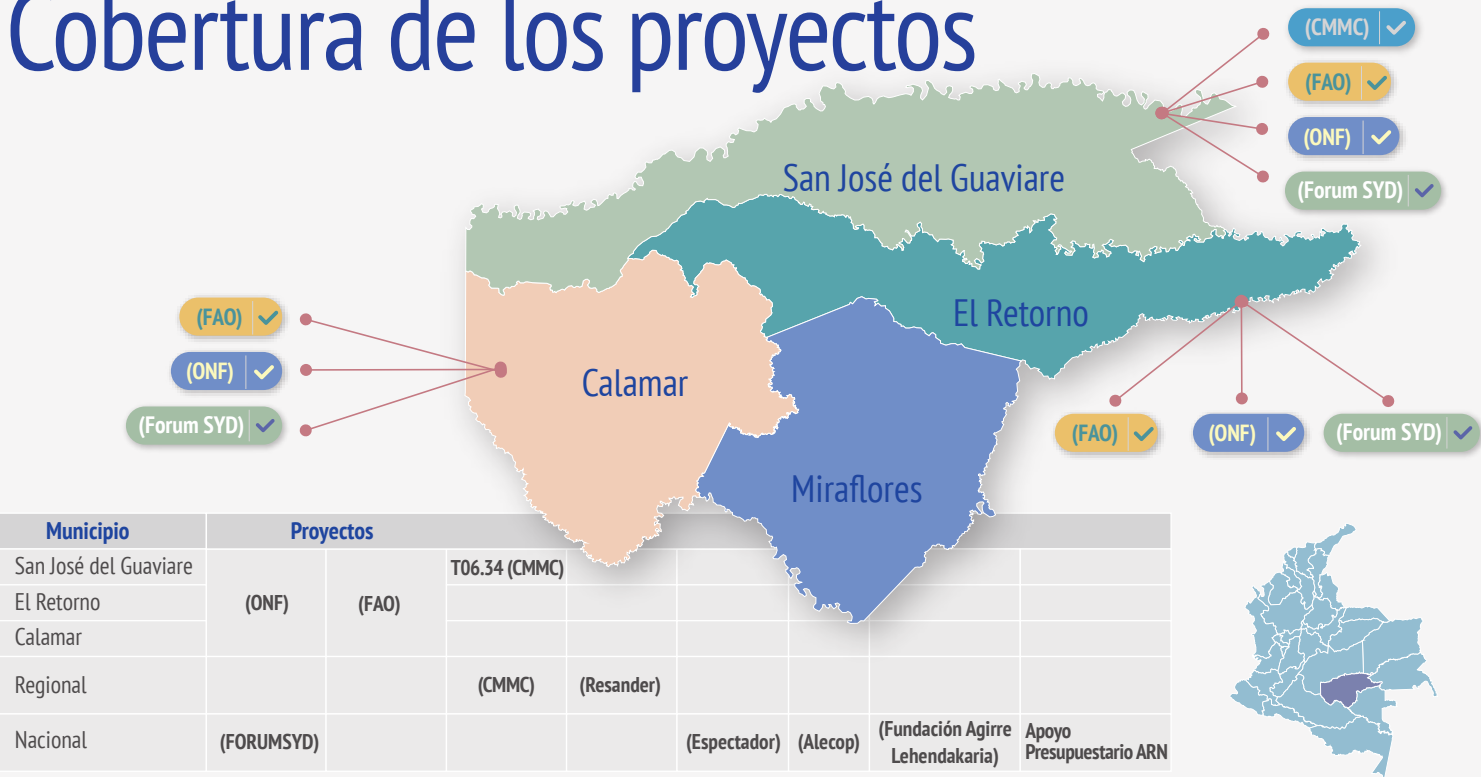 Cobertura de los proyectos
(CMMC)
(FAO)
(ONF)
(Forum SYD)
San José del Guaviare
El Retorno
(FAO)
(ONF)
(Forum SYD)
Calamar
(FAO)
(ONF)
(Forum SYD)
Miraflores
Municipio
Proyectos
San José del Guaviare
T06.34 (CMMC)
El Retorno
(ONF)
(FAO)
Calamar
Regional
(CMMC)
(Resander)
Nacional
(FORUMSYD)
(Espectador)
(Alecop)
(Fundación Agirre
Lehendakaria)
Apoyo
Presupuestario ARN